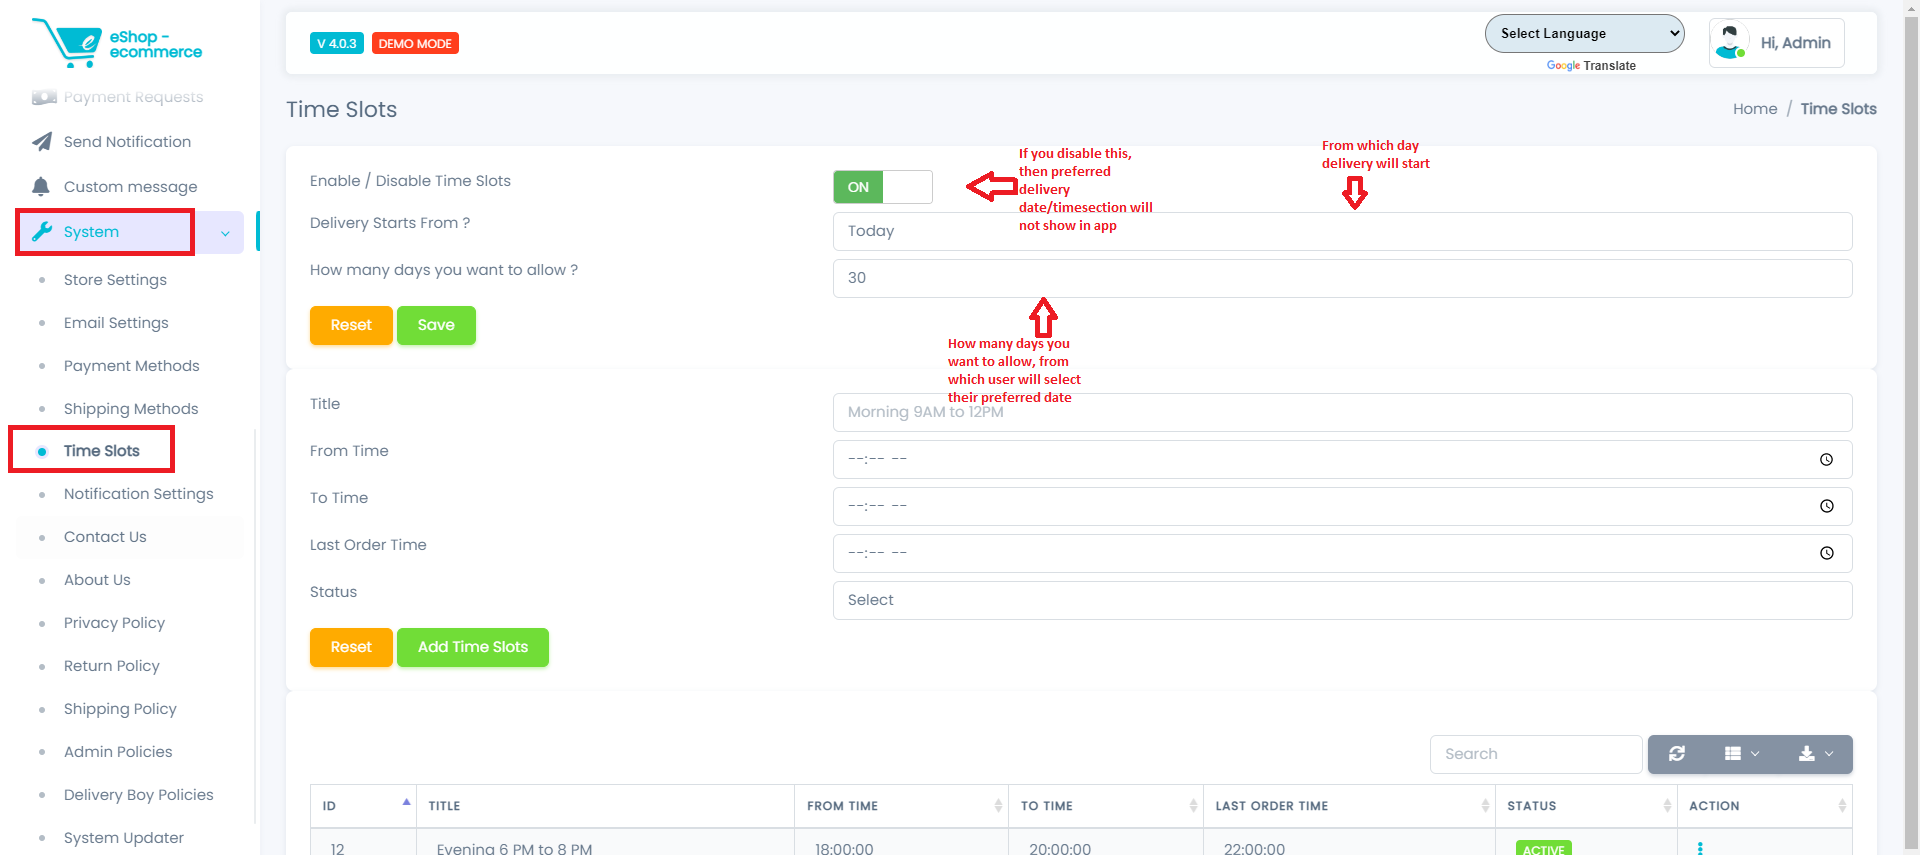 eShop -
ecommerce
V 4.0.3
DEMO MODE
Select Language
Google Translate
Hi, Admin
Payment Requests
Send Notification
Custom message
System
Store Settings
Email Settings
Payment Methods
Shipping Methods
Time Slots
Notification Settings
Contact Us
About Us
Privacy Policy
Return Policy
Shipping Policy
Admin Policies
Delivery Boy Policies
System Updater
Time Slots
Home / Time Slots
Enable / Disable Time Slots
ON
If you disable this,
then preferred
delivery
date/timesection will
not show in app
From which day
delivery will start
Delivery Starts From ?
Today
How many days you want to allow ?
30
Reset
Save
How many days you
want to allow, from
which user will select
their preferred date
Title
Morning 9AM to 12PM
From Time
--:-- --
To Time
--:-- --
Last Order Time
--:-- --
Status
Select
Reset
Add Time Slots
Search
ID TITLE FROM TIME TO TIME LAST ORDER TIME STATUS ACTION
12 Evening 6 PM to 8 PM 18:00:00 20:00:00 22:00:00 ACTIVE